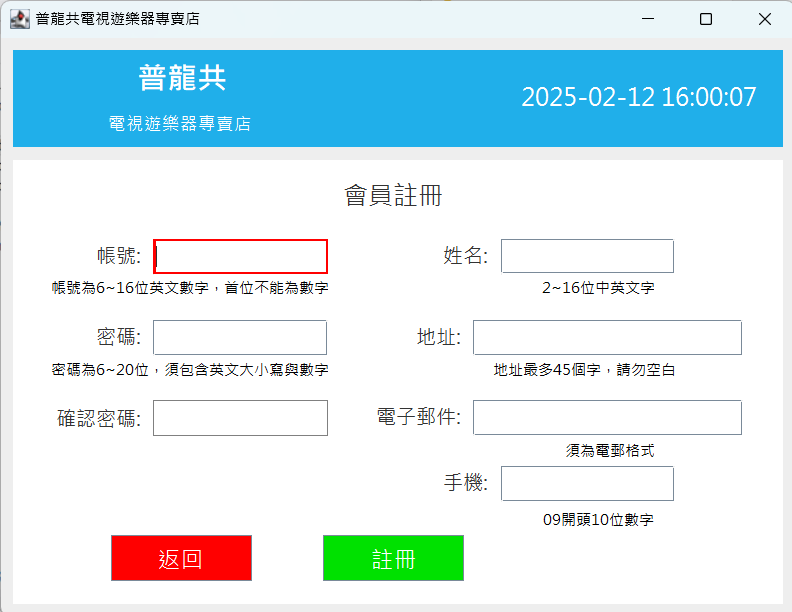 普龍共電視遊樂器專賣店
普龍共
電視遊樂器專賣店
2025-02-12 16:00:07
會員註冊
帳號:
帳號為6~16位英文數字，首位不能為數字
姓名:
2~16位中英文字
密碼:
密碼為6~20位，須包含英文大小寫與數字
地址:
地址最多45個字，請勿空白
確認密碼:
電子郵件:
須為電郵格式
手機:
09開頭10位數字
返回
註冊